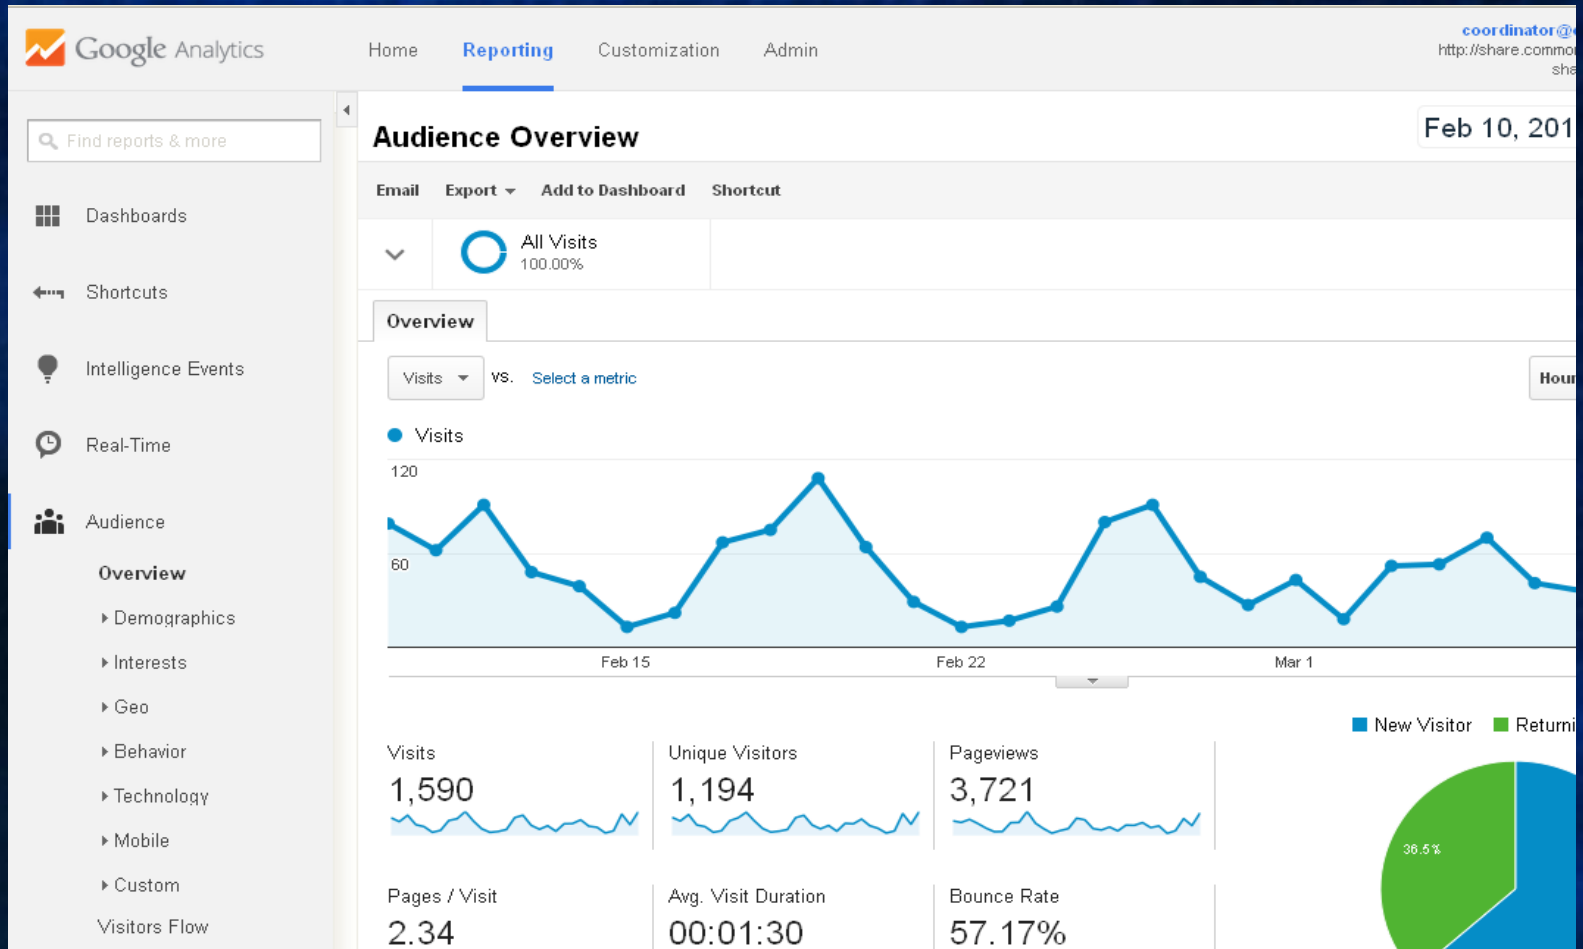 Google Analytics
Home Reporting Customization Admin
coordinator@
http://share.commo
sha
Find reports & more
Dashboards
Shortcuts
Intelligence Events
Real-Time
Audience
Overview
Demographics
Interests
Geo
Behavior
Technology
Mobile
Custom
Visitors Flow
Audience Overview
Feb 10, 201
Email Export Add to Dashboard Shortcut
All Visits
100.00%
Overview
Visits VS. Select a metric
Hour
Visits
120
60
Feb 15 Feb 22 Mar 1
New Visitor Returni
Visits Unique Visitors Pageviews
1,590 1,194 3,721
36.5%
Pages / Visit Avg. Visit Duration Bounce Rate
2.34 00:01:30 57.17%